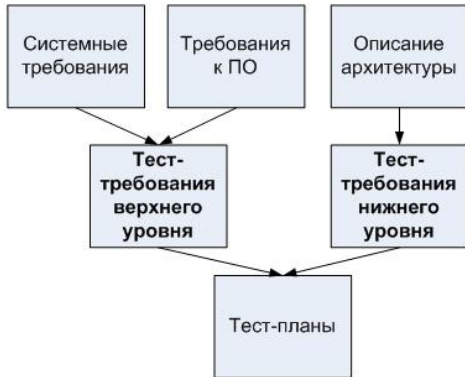 Системные
требования
Требования
к ПО
Описание
архитектуры
Тест-
требования
верхнего
уровня
Тест-
требования
нижнего
уровня
Тест-планы